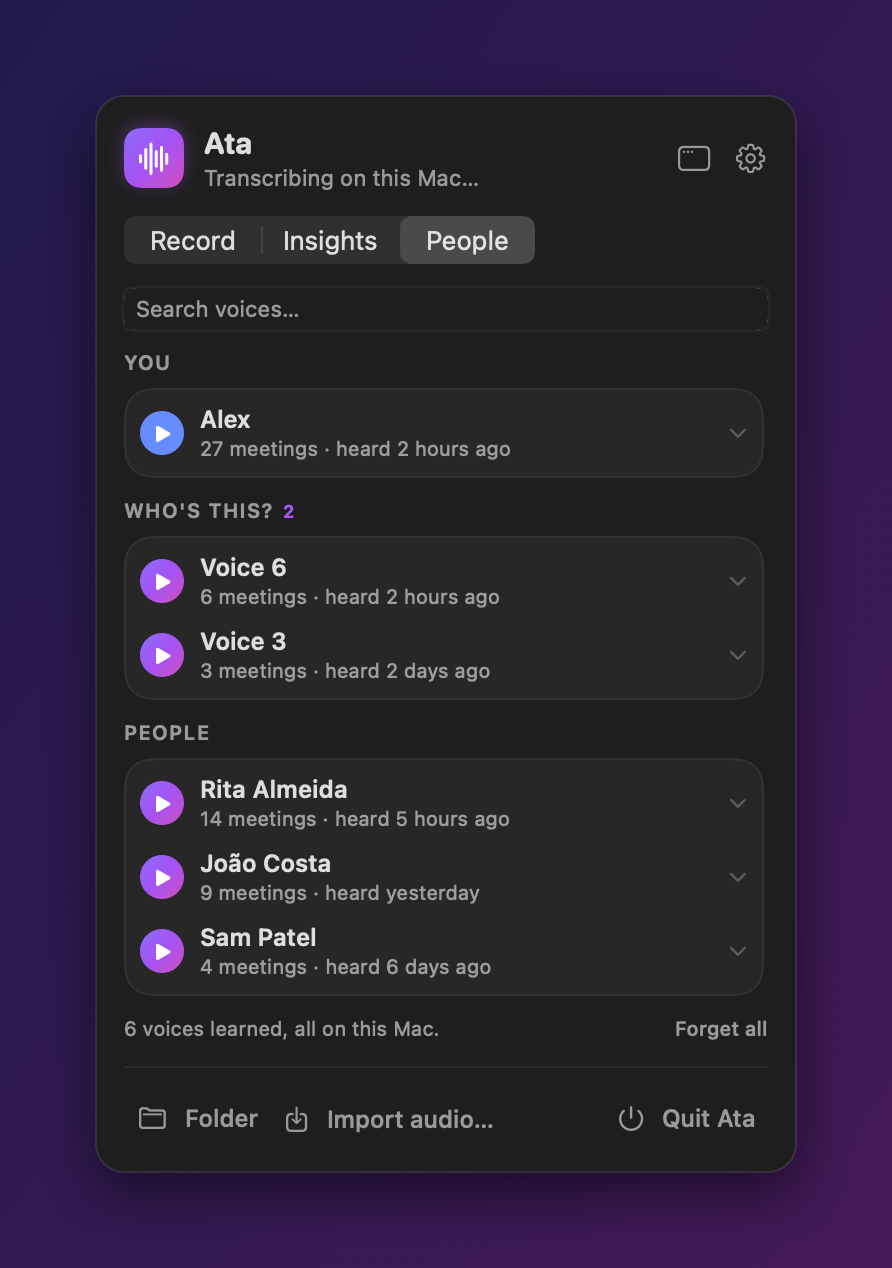 Ata
Transcribing on this Mac...
Record
Insights
People
Search voices...
YOU
Alex
27 meetings · heard 2 hours ago
WHO'S THIS? 2
Voice 6
6 meetings · heard 2 hours ago
Voice 3
3 meetings · heard 2 days ago
PEOPLE
Rita Almeida
14 meetings · heard 5 hours ago
João Costa
9 meetings · heard yesterday
Sam Patel
4 meetings · heard 6 days ago
6 voices learned, all on this Mac.
Forget all
Folder
Import audio...
Quit Ata